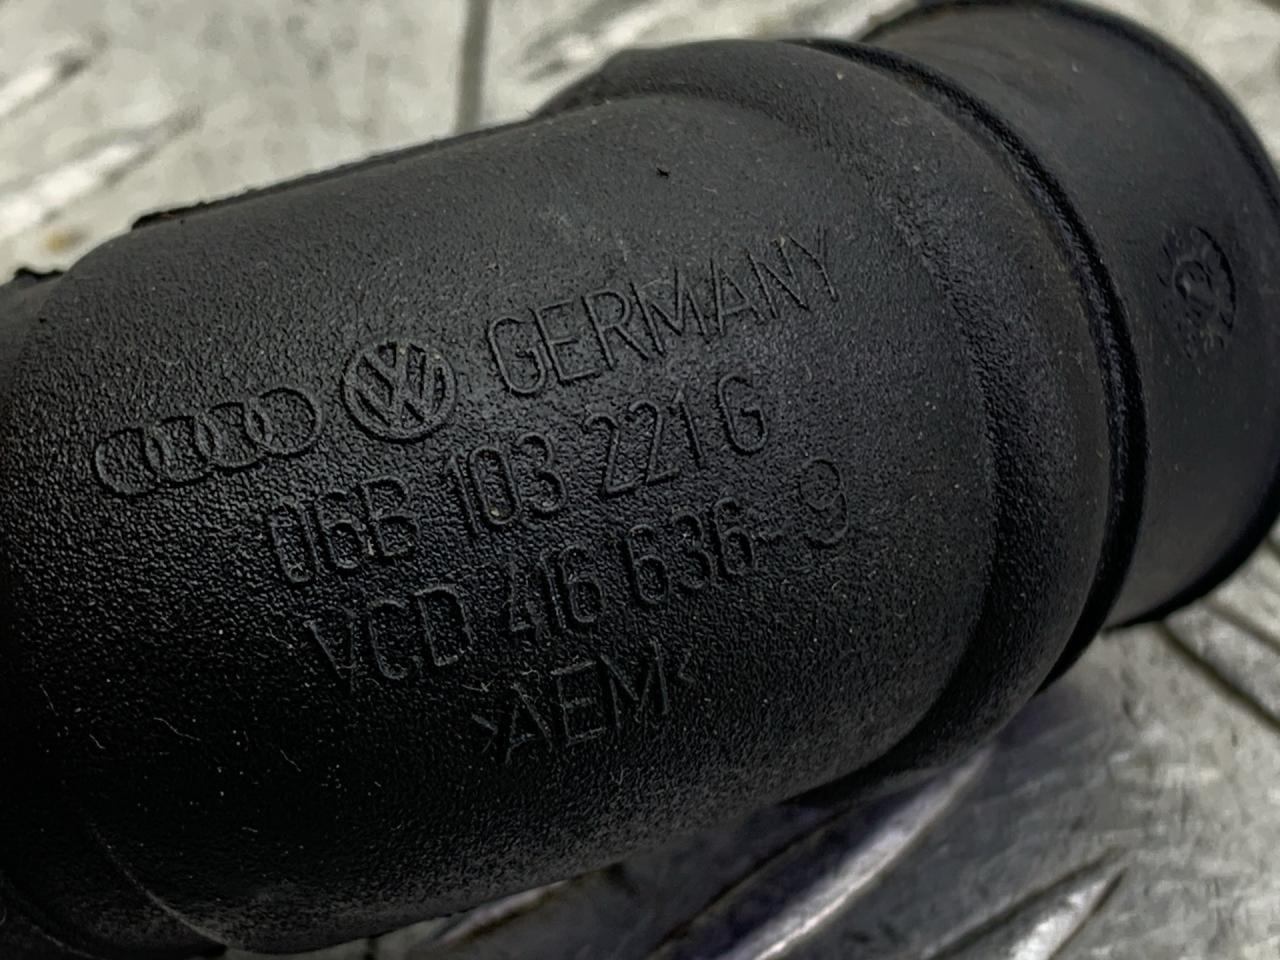 GERMANY
06B 103 221 G
VCD 416 636-9
>AEM<